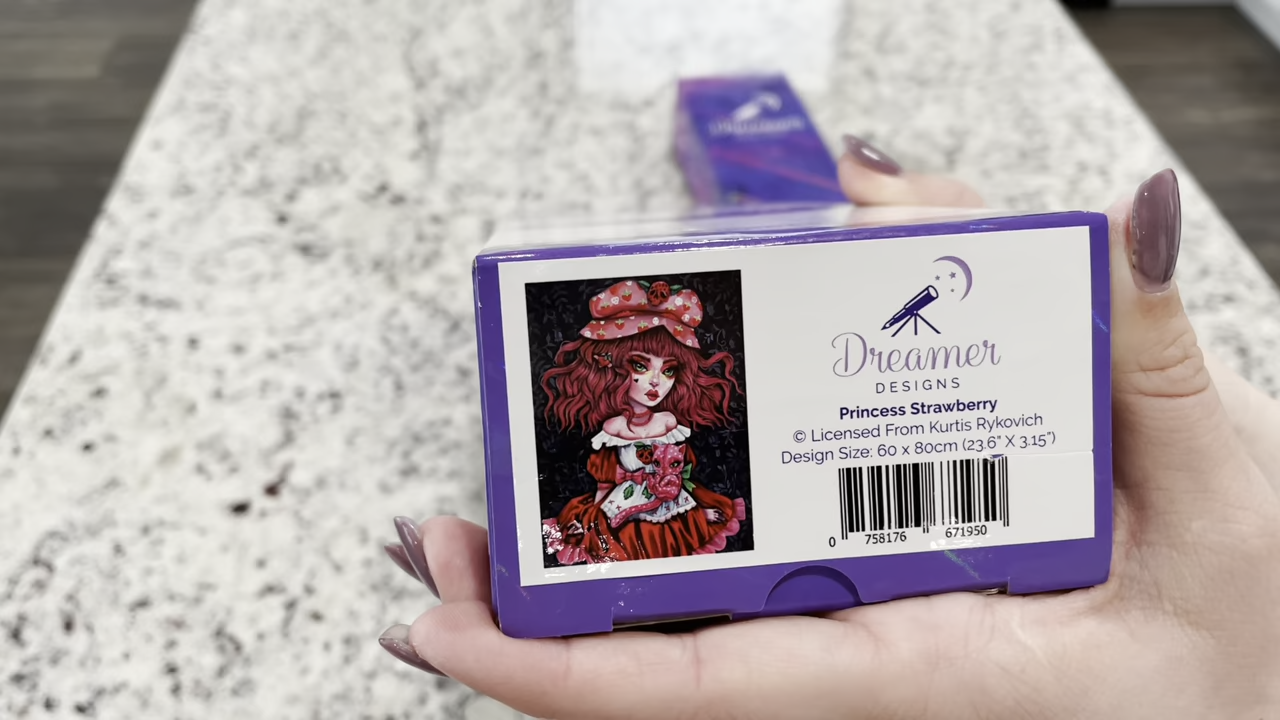 Dreamer
DESIGNS
Princess Strawberry
© Licensed From Kurtis Rykovich
Design Size: 60 x 80cm (23.6" X 3.15")
0 758176 671950